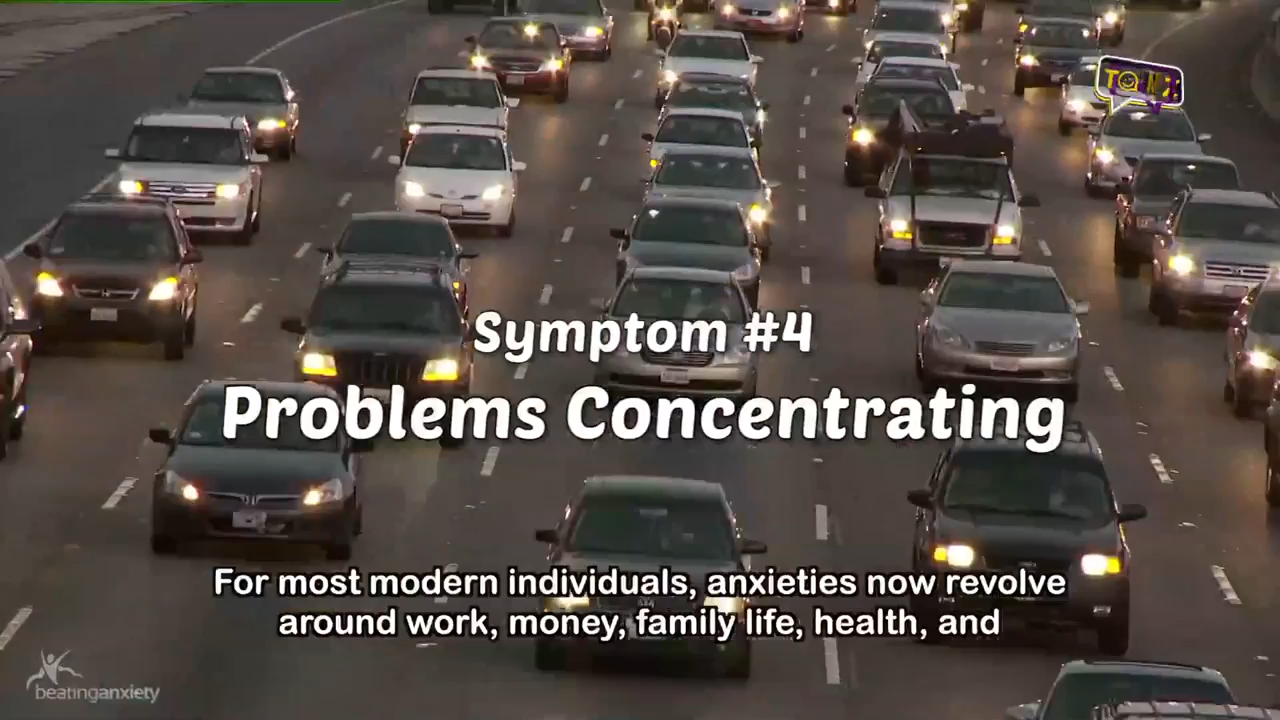 Symptom #4
Problems Concentrating
For most modern individuals, anxieties now revolve
around work, money, family life, health, and
beatinganxiety